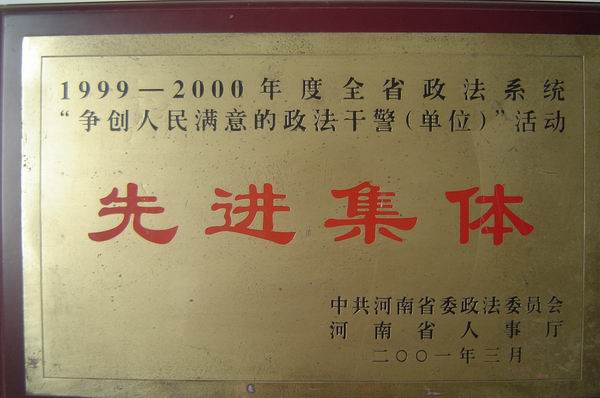 1999—2000年度全省政法系统
“争创人民满意的政法干警(单位)”活动
先进集体
中共河南省委政法委员会
河南省人事厅
二〇〇一年三月